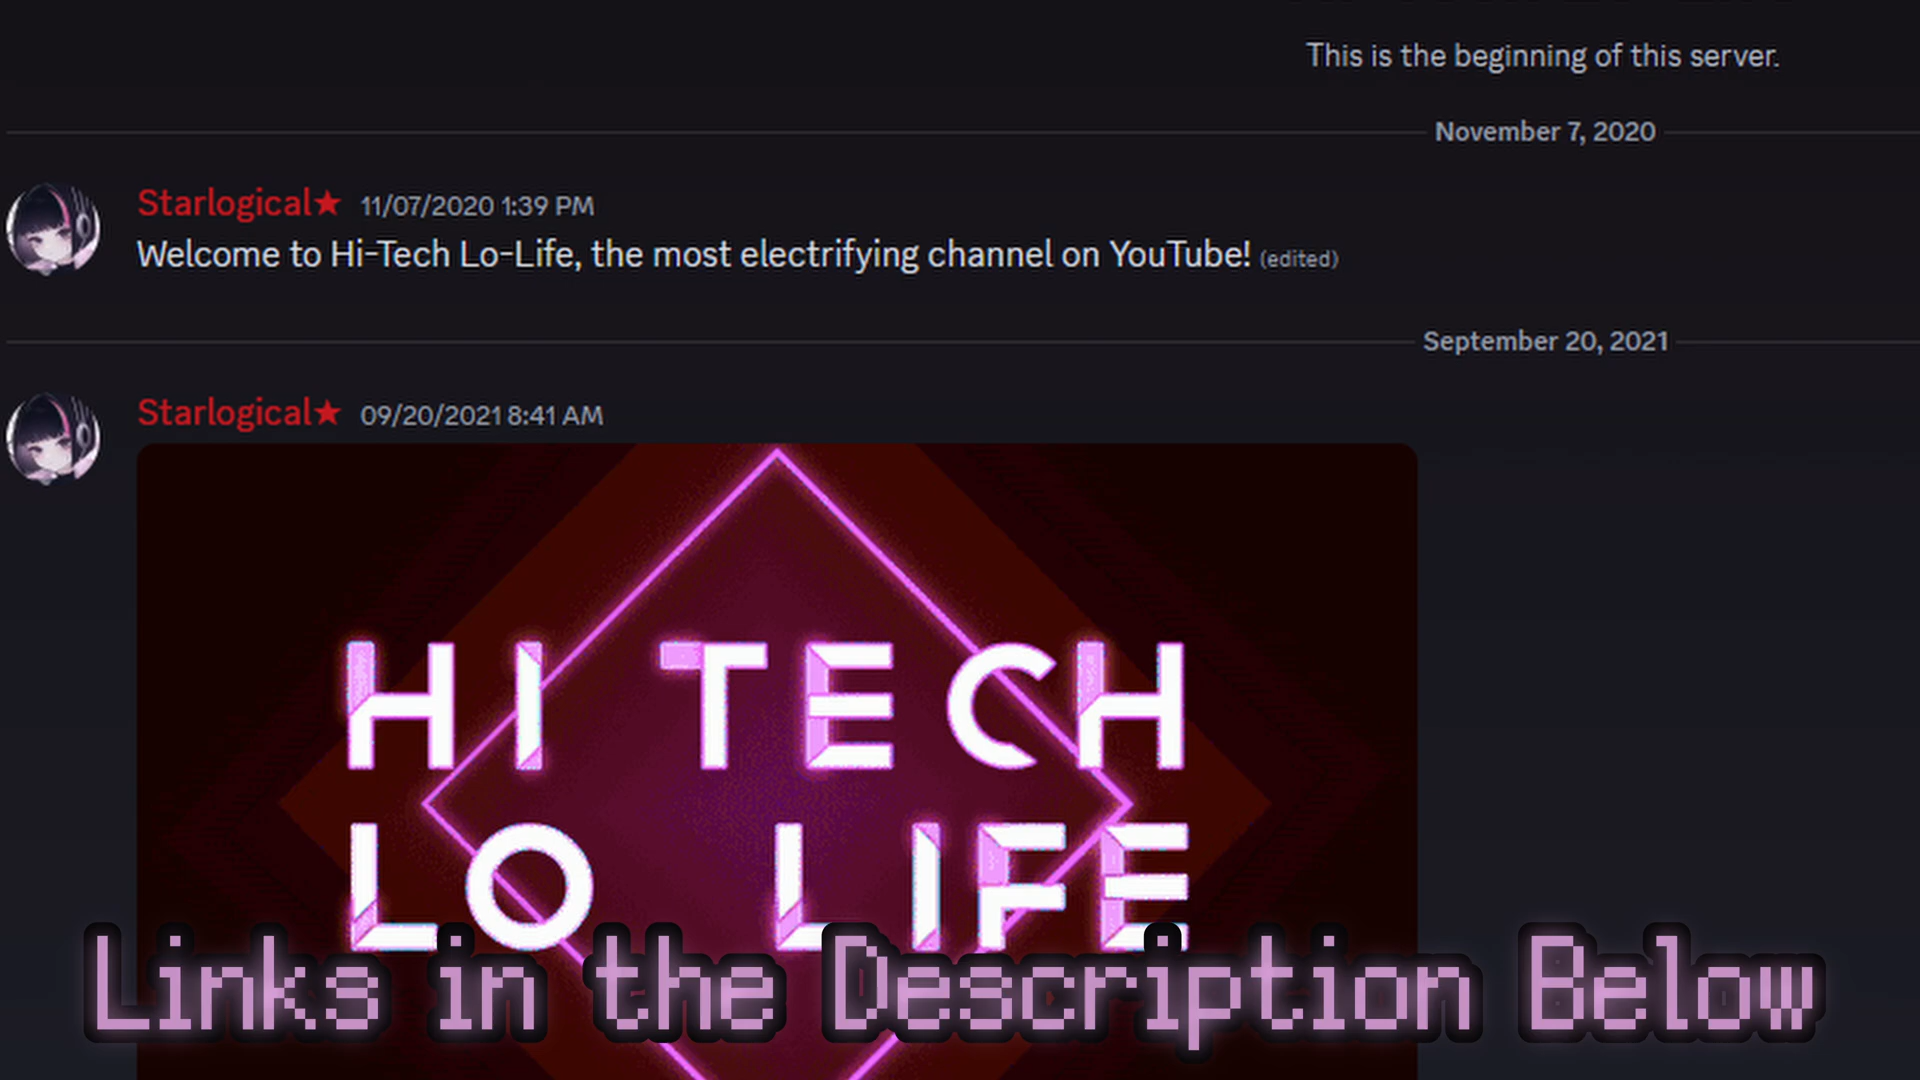 This is the beginning of this server.
November 7, 2020
Starlogical★ 11/07/2020 1:39 PM
Welcome to Hi-Tech Lo-Life, the most electrifying channel on YouTube! (edited)
September 20, 2021
Starlogical★ 09/20/2021 8:41 AM
HI TECH
LO LIFE
Links in the Description Below